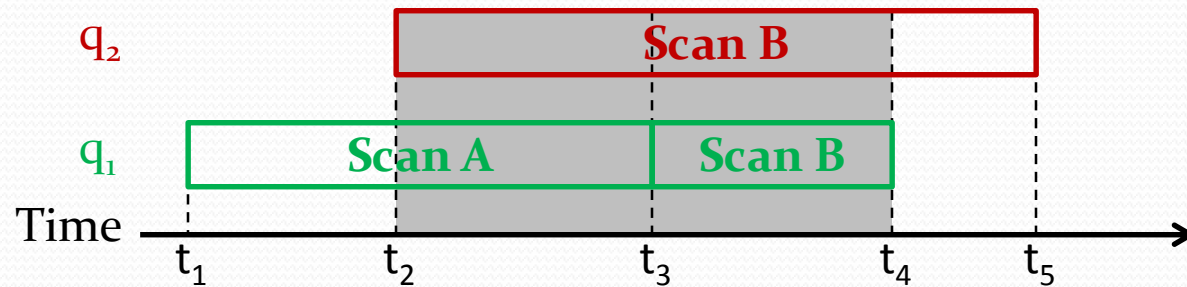 q₂ Scan B
q₁ Scan A Scan B
Time
t₁ t₂ t₃ t₄ t₅